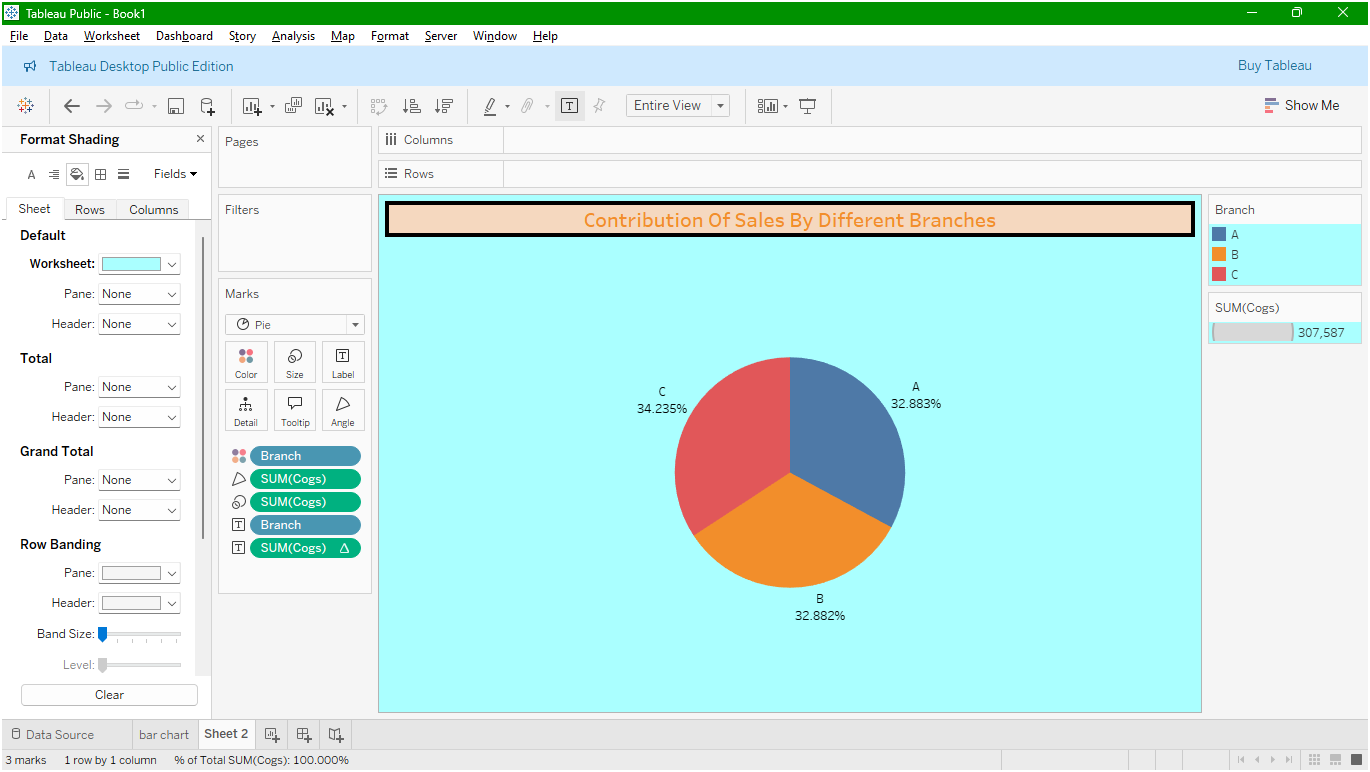 Tableau Public - Book1
File Data Worksheet Dashboard Story Analysis Map Format Server Window Help
Tableau Desktop Public Edition
Buy Tableau
Entire View
Show Me
Format Shading
A
Fields
Sheet Rows Columns
Default
Worksheet:
Pane: None
Header: None
Total
Pane: None
Header: None
Grand Total
Pane: None
Header: None
Row Banding
Pane:
Header:
Band Size:
Level:
Clear
Pages
Filters
Marks
Pie
Color Size Label
Detail Tooltip Angle
Branch
SUM(Cogs)
SUM(Cogs)
Branch
SUM(Cogs) Δ
Columns
Rows
Contribution Of Sales By Different Branches
C
34.235%
A
32.883%
B
32.882%
Branch
A
B
C
SUM(Cogs)
307,587
Data Source bar chart Sheet 2
3 marks 1 row by 1 column % of Total SUM(Cogs): 100.000%